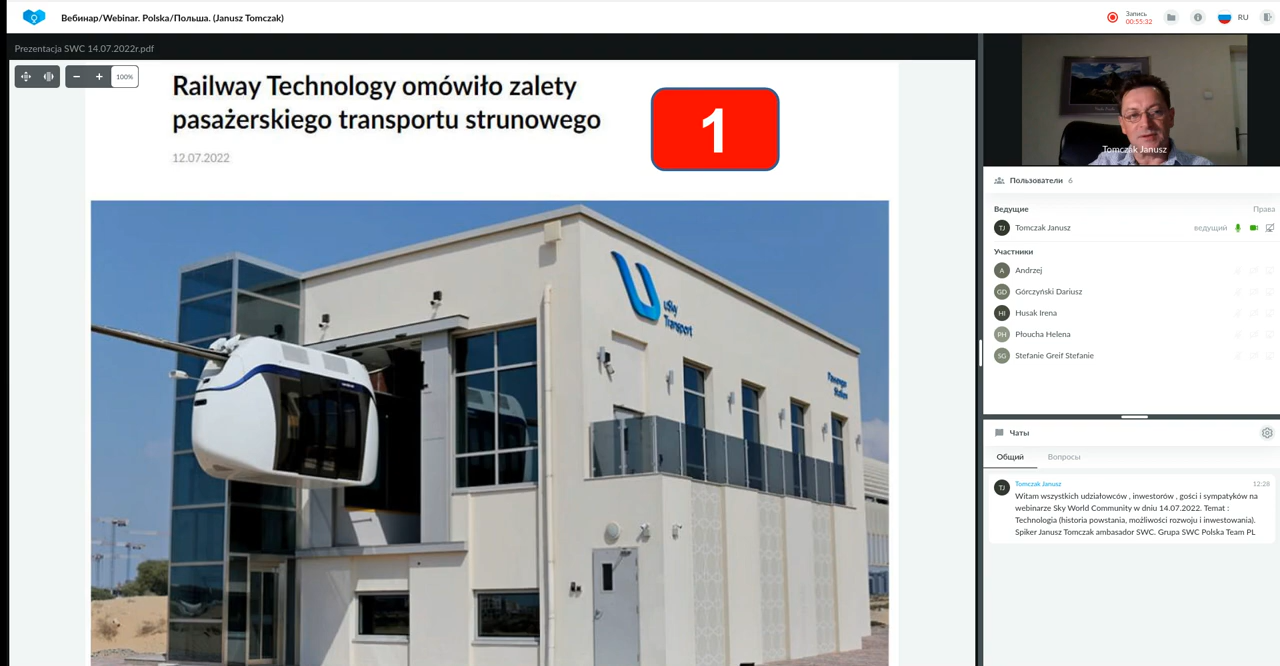 Вебинар/Webinar. Polska/Польша. (Janusz Tomczak)
Запись
00:55:32
RU
Prezentacja SWC 14.07.2022r.pdf
100%
Railway Technology omówiło zalety
pasażerskiego transportu strunowego
12.07.2022
1
uSky
Transport
Tomczak Janusz
Пользователи 6
Ведущие Права
TJ Tomczak Janusz ведущий
Участники
A Andrzej
GD Górczyński Dariusz
HI Husak Irena
PH Płoucha Helena
SG Stefanie Greif Stefanie
Чаты
Общий Вопросы
TJ Tomczak Janusz 12:28
Witam wszystkich udziałowców , inwestorów , gości i sympatyków na
webinarze Sky World Community w dniu 14.07.2022. Temat :
Technologia (historia powstania, możliwości rozwoju i inwestowania).
Spiker Janusz Tomczak ambasador SWC. Grupa SWC Polska Team PL